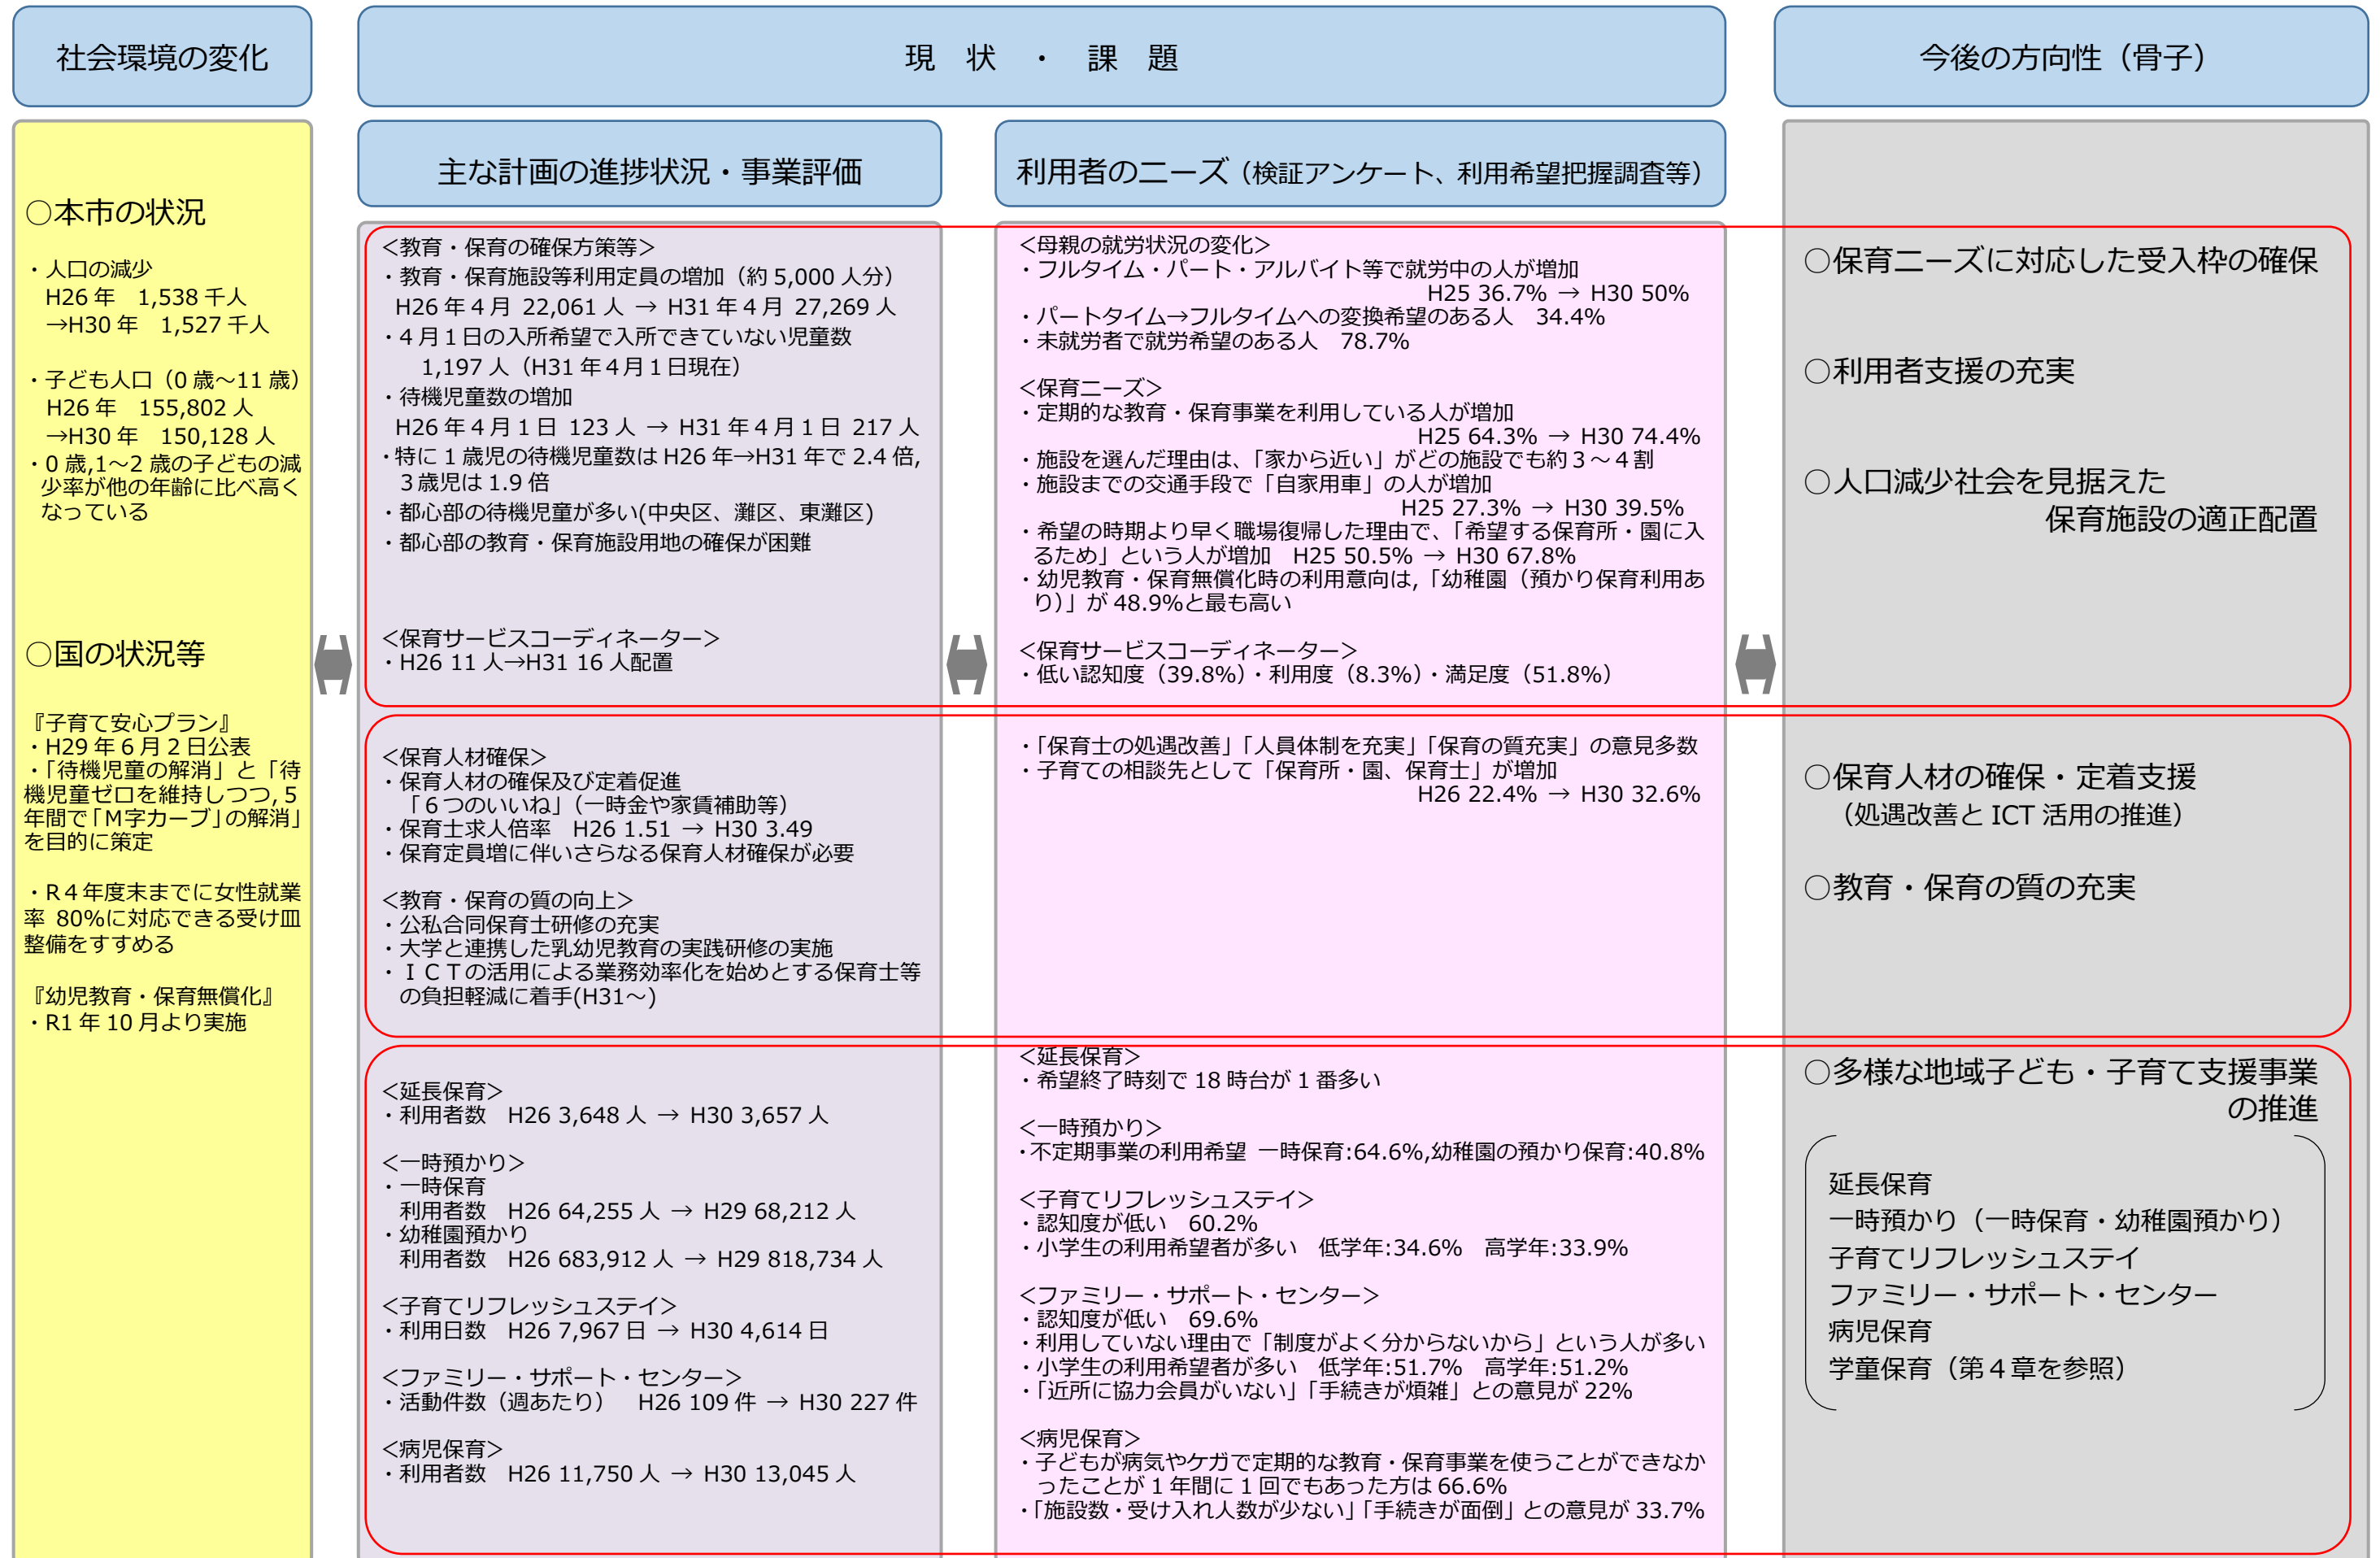 社会環境の変化
現 状 ・ 課 題
今後の方向性（骨子）
主な計画の進捗状況・事業評価
利用者のニーズ（検証アンケート、利用希望把握調査等）
○本市の状況
・人口の減少
H26 年　1,538 千人
→H30 年　1,527 千人
・子ども人口（0 歳～11 歳）
H26 年　155,802 人
→H30 年　150,128 人
・0 歳,1～2 歳の子どもの減
少率が他の年齢に比べ高く
なっている
○国の状況等
『子育て安心プラン』
・H29 年６月２日公表
・「待機児童の解消」と「待
機児童ゼロを維持しつつ,５
年間で「Ｍ字カーブ」の解消」
を目的に策定
・R４年度末までに女性就業
率 80%に対応できる受け皿
整備をすすめる
『幼児教育・保育無償化』
・R1 年 10 月より実施
＜教育・保育の確保方策等＞
・教育・保育施設等利用定員の増加（約 5,000 人分）
H26 年４月 22,061 人 → H31 年４月 27,269 人
・４月１日の入所希望で入所できていない児童数
1,197 人（H31 年４月１日現在）
・待機児童数の増加
H26 年４月１日 123 人 → H31 年４月１日 217 人
・特に１歳児の待機児童数は H26 年→H31 年で 2.4 倍,
３歳児は 1.9 倍
・都心部の待機児童が多い(中央区、灘区、東灘区)
・都心部の教育・保育施設用地の確保が困難
＜保育サービスコーディネーター＞
・H26 11 人→H31 16 人配置
＜保育人材確保＞
・保育人材の確保及び定着促進
「６つのいいね」（一時金や家賃補助等）
・保育士求人倍率　H26 1.51 → H30 3.49
・保育定員増に伴いさらなる保育人材確保が必要
＜教育・保育の質の向上＞
・公私合同保育士研修の充実
・大学と連携した乳幼児教育の実践研修の実施
・ＩＣＴの活用による業務効率化を始めとする保育士等
の負担軽減に着手(H31～)
＜延長保育＞
・利用者数　H26 3,648 人 → H30 3,657 人
＜一時預かり＞
・一時保育
利用者数　H26 64,255 人 → H29 68,212 人
・幼稚園預かり
利用者数　H26 683,912 人 → H29 818,734 人
＜子育てリフレッシュステイ＞
・利用日数　H26 7,967 日 → H30 4,614 日
＜ファミリー・サポート・センター＞
・活動件数（週あたり）　H26 109 件 → H30 227 件
＜病児保育＞
・利用者数　H26 11,750 人 → H30 13,045 人
＜母親の就労状況の変化＞
・フルタイム・パート・アルバイト等で就労中の人が増加
H25 36.7% → H30 50%
・パートタイム→フルタイムへの変換希望のある人　34.4%
・未就労者で就労希望のある人　78.7%
＜保育ニーズ＞
・定期的な教育・保育事業を利用している人が増加
H25 64.3% → H30 74.4%
・施設を選んだ理由は、「家から近い」がどの施設でも約３～４割
・施設までの交通手段で「自家用車」の人が増加
H25 27.3% → H30 39.5%
・希望の時期より早く職場復帰した理由で、「希望する保育所・園に入
るため」という人が増加　H25 50.5% → H30 67.8%
・幼児教育・保育無償化時の利用意向は,「幼稚園（預かり保育利用あ
り）」が 48.9%と最も高い
＜保育サービスコーディネーター＞
・低い認知度（39.8%）・利用度（8.3%）・満足度（51.8%）
・「保育士の処遇改善」「人員体制を充実」「保育の質充実」の意見多数
・子育ての相談先として「保育所・園、保育士」が増加
H26 22.4% → H30 32.6%
＜延長保育＞
・希望終了時刻で 18 時台が１番多い
＜一時預かり＞
・不定期事業の利用希望 一時保育:64.6%,幼稚園の預かり保育:40.8%
＜子育てリフレッシュステイ＞
・認知度が低い　60.2%
・小学生の利用希望者が多い　低学年:34.6%　高学年:33.9%
＜ファミリー・サポート・センター＞
・認知度が低い　69.6%
・利用していない理由で「制度がよく分からないから」という人が多い
・小学生の利用希望者が多い　低学年:51.7%　高学年:51.2%
・「近所に協力会員がいない」「手続きが煩雑」との意見が 22%
＜病児保育＞
・子どもが病気やケガで定期的な教育・保育事業を使うことができなか
ったことが１年間に１回でもあった方は 66.6%
・「施設数・受け入れ人数が少ない」「手続きが面倒」との意見が 33.7%
○保育ニーズに対応した受入枠の確保
○利用者支援の充実
○人口減少社会を見据えた
保育施設の適正配置
○保育人材の確保・定着支援
（処遇改善と ICT 活用の推進）
○教育・保育の質の充実
○多様な地域子ども・子育て支援事業
の推進
延長保育
一時預かり（一時保育・幼稚園預かり）
子育てリフレッシュステイ
ファミリー・サポート・センター
病児保育
学童保育（第４章を参照）